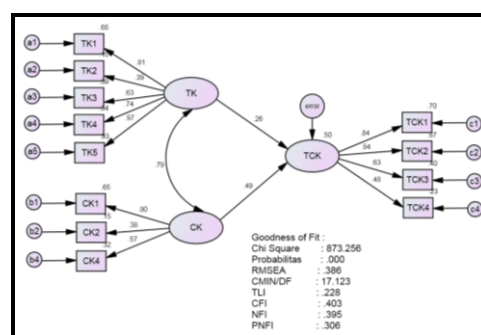 .65
a1
TK1
a2
TK2
.81
.39
a3
TK3
.63
TK
.74
a4
TK4
.97
a5
TK5
error
.26
.50
.70
TCK1
c1
.84
.94
TCK2
c2
.79
TCK
.63
TCK3
c3
.48
TCK4
c4
.23
.65
b1
CK1
.80
.49
b2
CK2
.38
CK
b4
CK4
.57
Goodness of Fit :
Chi Square : 873.256
Probabilitas : .000
RMSEA : .386
CMIN/DF : 17.123
TLI : .228
CFI : .403
NFI : .395
PNFI : .306